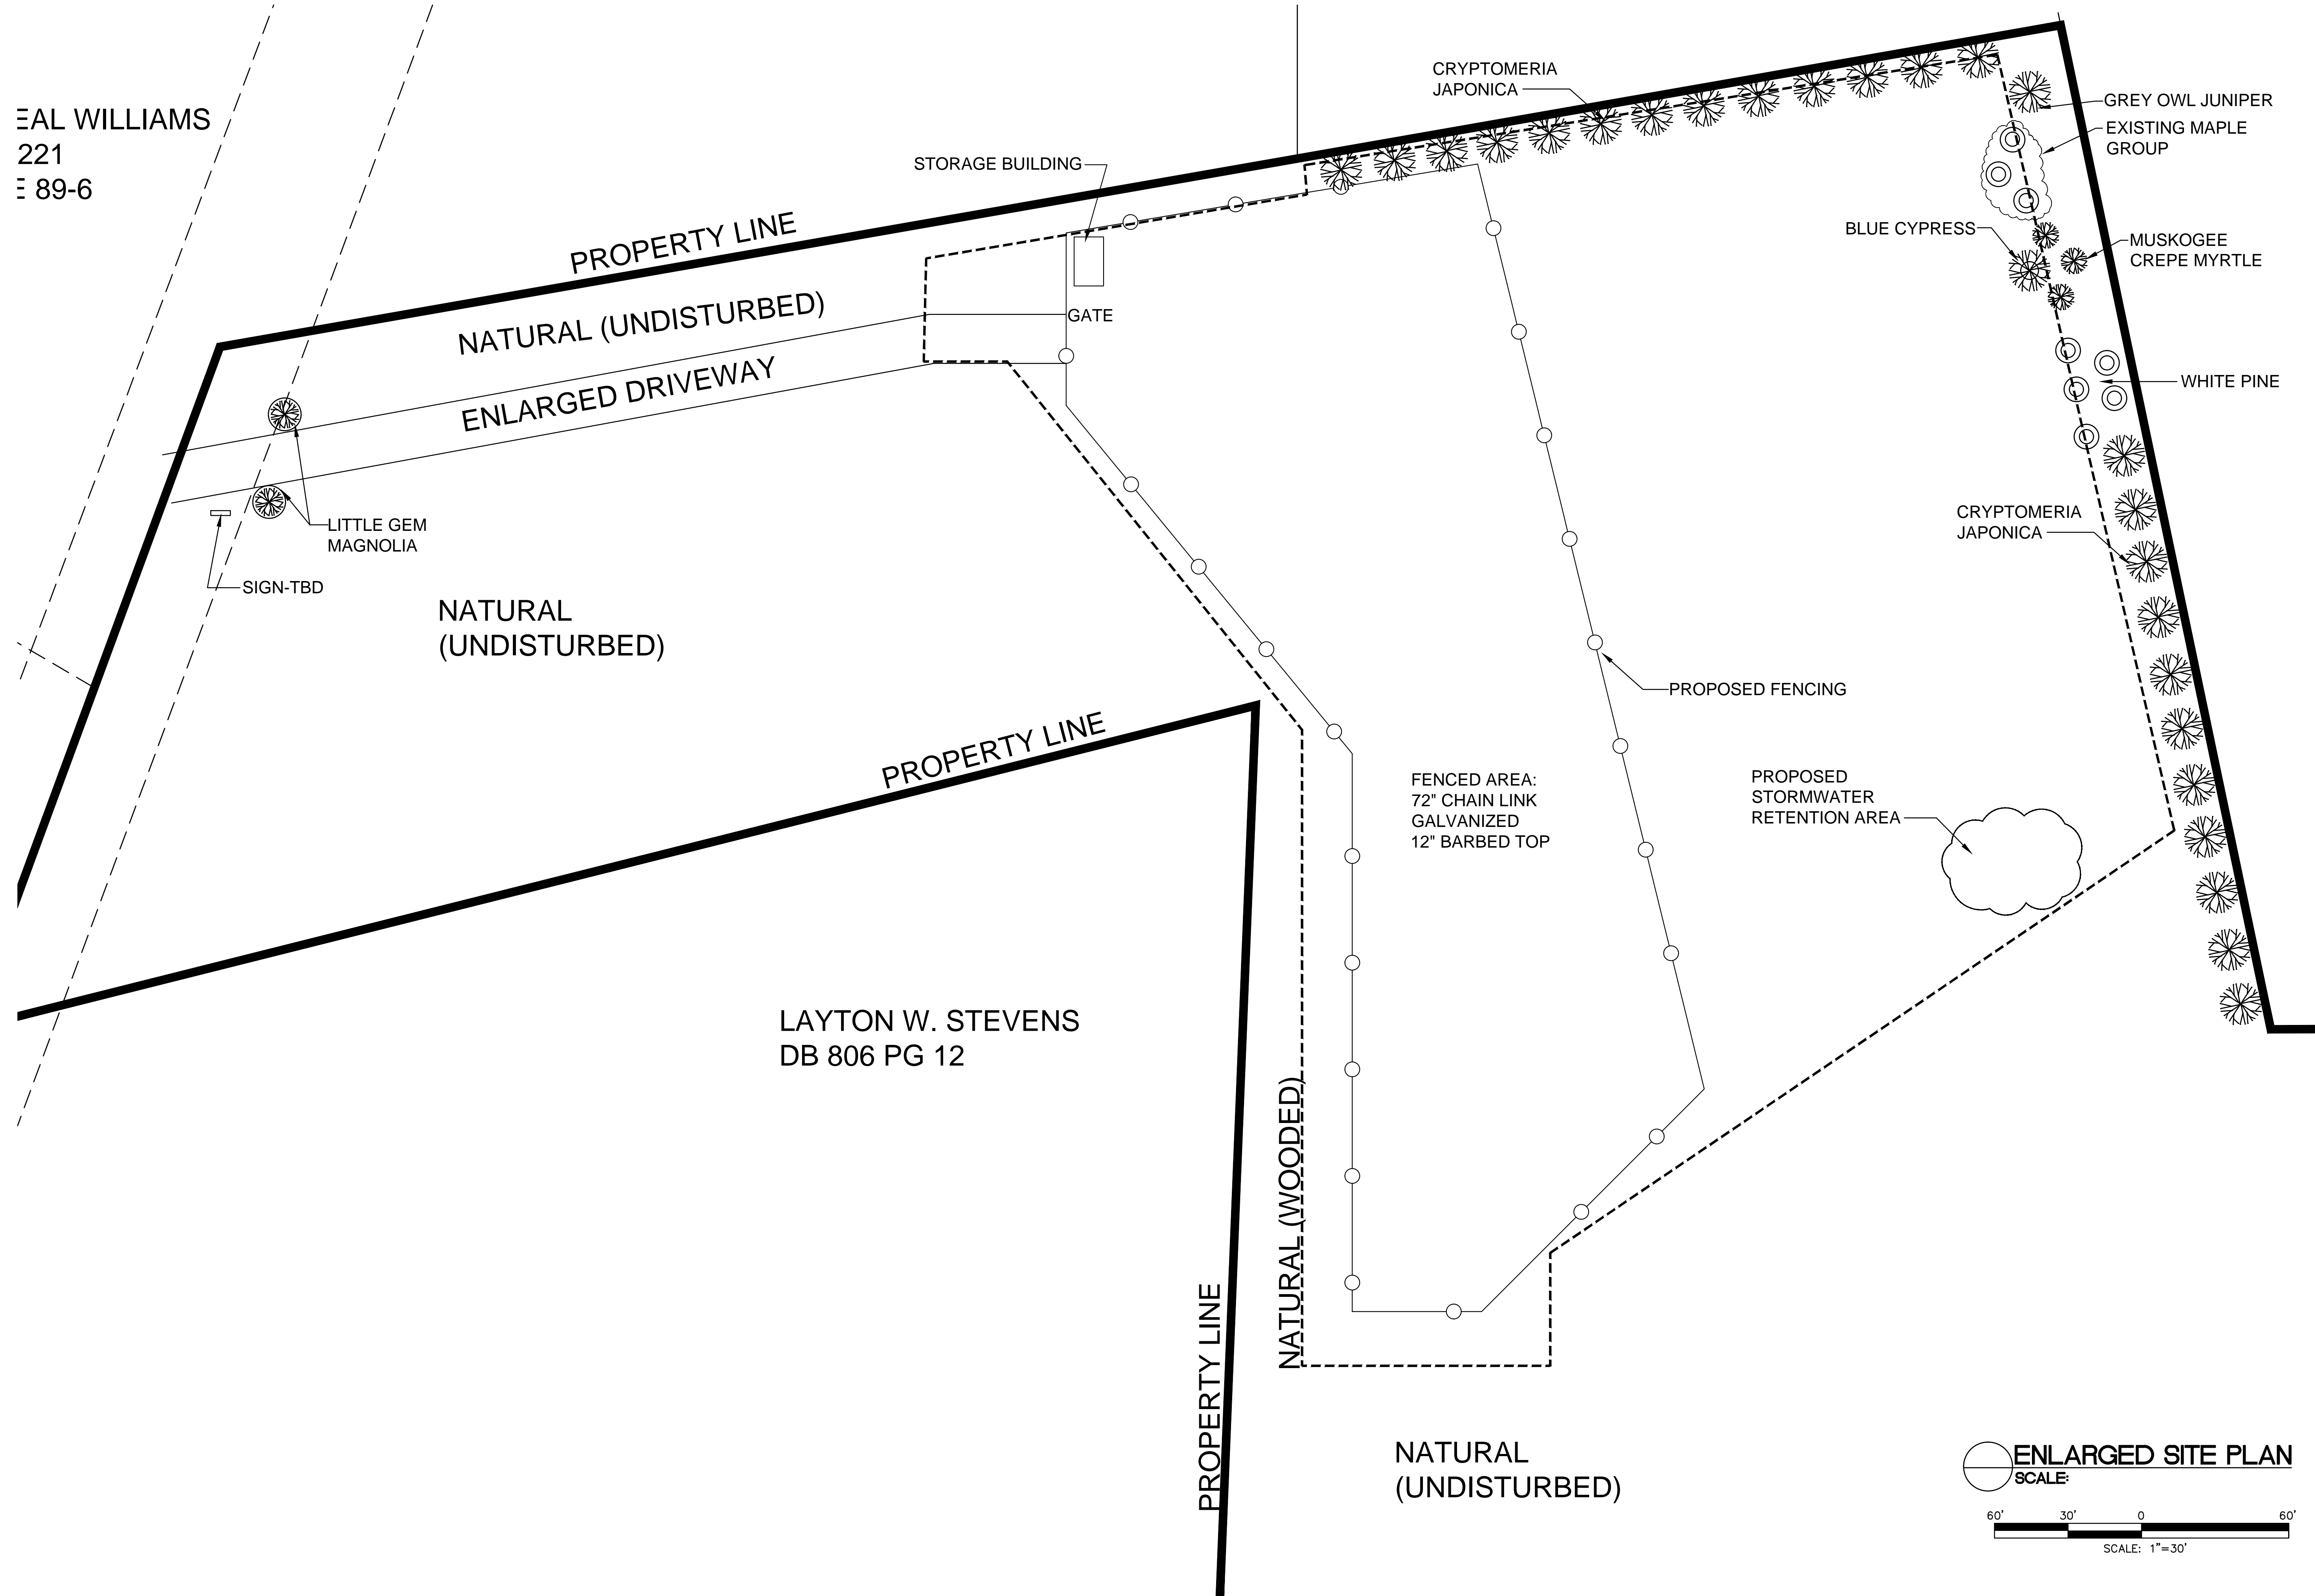 CRYPTOMERIA
JAPONICA
GREY OWL JUNIPER
EXISTING MAPLE
GROUP
EAL WILLIAMS
221
E 89-6
STORAGE BUILDING
PROPERTY LINE
BLUE CYPRESS
MUSKOGEE
CREPE MYRTLE
NATURAL (UNDISTURBED)
GATE
ENLARGED DRIVEWAY
WHITE PINE
LITTLE GEM
MAGNOLIA
SIGN-TBD
CRYPTOMERIA
JAPONICA
NATURAL
(UNDISTURBED)
PROPOSED FENCING
PROPERTY LINE
FENCED AREA:
72" CHAIN LINK
GALVANIZED
12" BARBED TOP
PROPOSED
STORMWATER
RETENTION AREA
LAYTON W. STEVENS
DB 806 PG 12
NATURAL (WOODED)
PROPERTY LINE
NATURAL
(UNDISTURBED)
ENLARGED SITE PLAN
SCALE:
60' 30' 0 60'
SCALE: 1"=30'